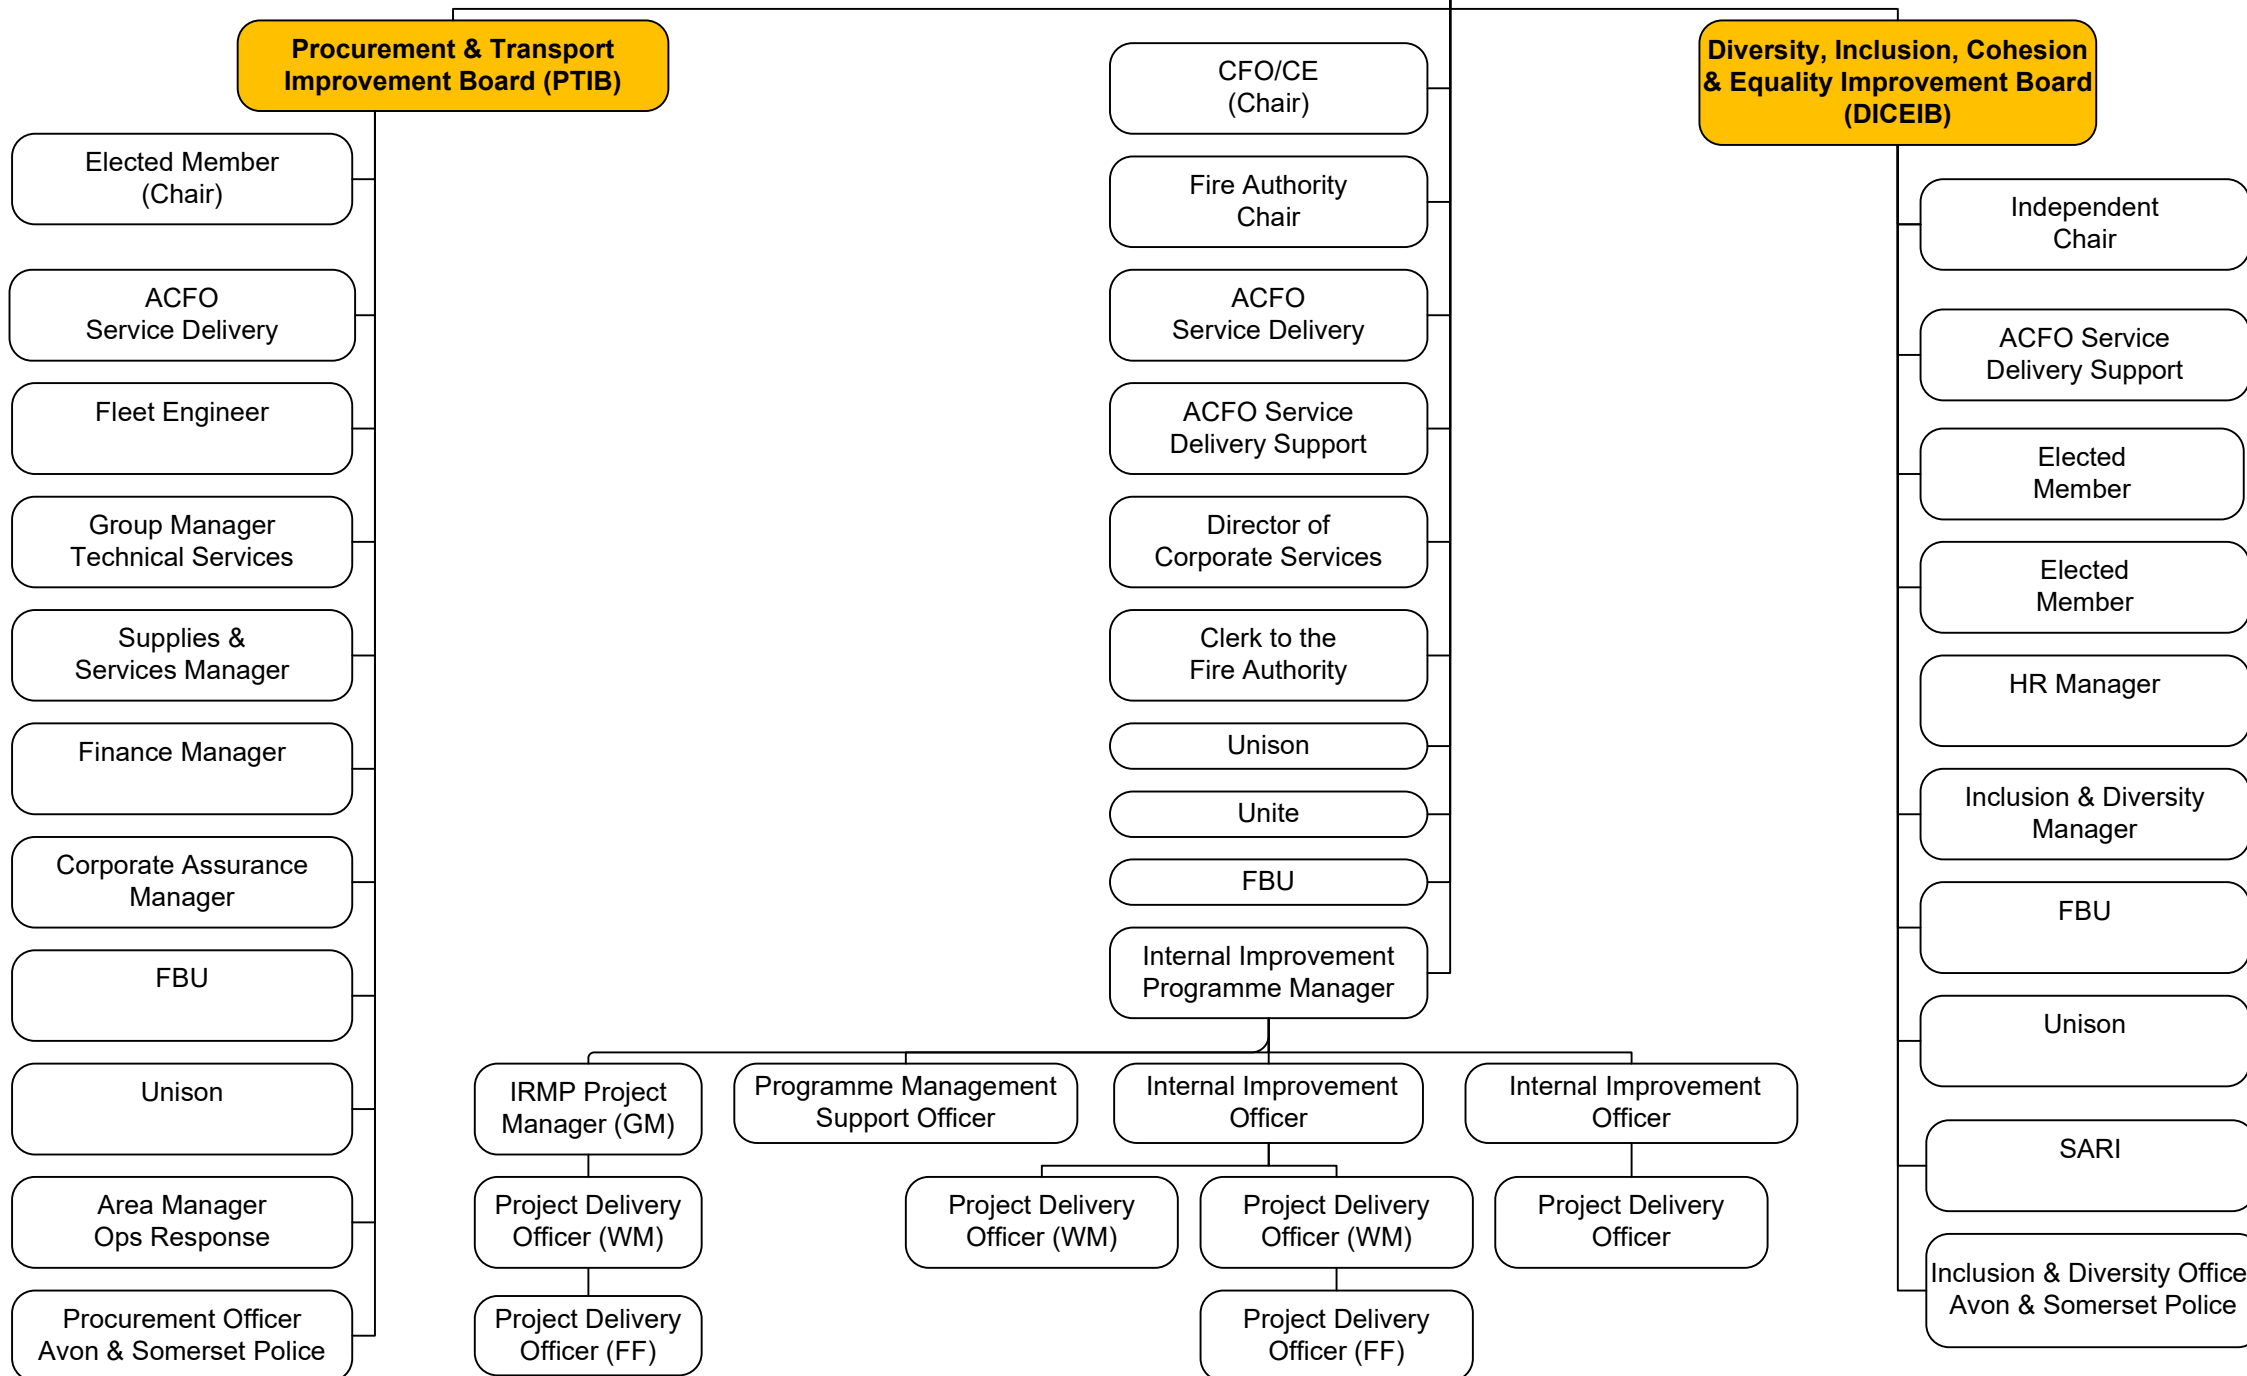 Procurement & Transport
Improvement Board (PTIB)
Elected Member
(Chair)
ACFO
Service Delivery
Fleet Engineer
Group Manager
Technical Services
Supplies &
Services Manager
Finance Manager
Corporate Assurance
Manager
FBU
Unison
Area Manager
Ops Response
Procurement Officer
Avon & Somerset Police
CFO/CE
(Chair)
Fire Authority
Chair
ACFO
Service Delivery
ACFO Service
Delivery Support
Director of
Corporate Services
Clerk to the
Fire Authority
Unison
Unite
FBU
Internal Improvement
Programme Manager
IRMP Project
Manager (GM)
Project Delivery
Officer (WM)
Project Delivery
Officer (FF)
Programme Management
Support Officer
Internal Improvement
Officer
Project Delivery
Officer (WM)
Project Delivery
Officer (WM)
Project Delivery
Officer (FF)
Internal Improvement
Officer
Project Delivery
Officer
Diversity, Inclusion, Cohesion
& Equality Improvement Board
(DICEIB)
Independent
Chair
ACFO Service
Delivery Support
Elected
Member
Elected
Member
HR Manager
Inclusion & Diversity
Manager
FBU
Unison
SARI
Inclusion & Diversity Office
Avon & Somerset Police